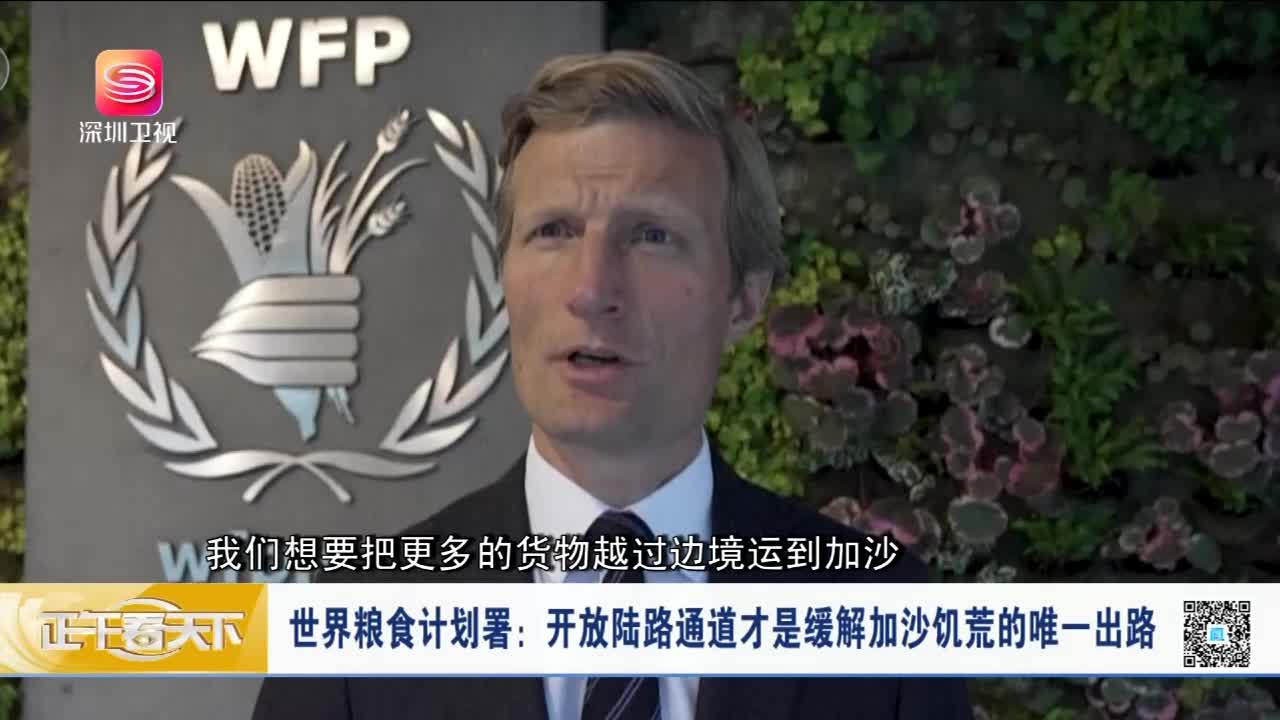 WFP
深圳卫视
wfp.
我们想要把更多的货物越过边境运到加沙
正午看天下
世界粮食计划署：开放陆路通道才是缓解加沙饥荒的唯一出路